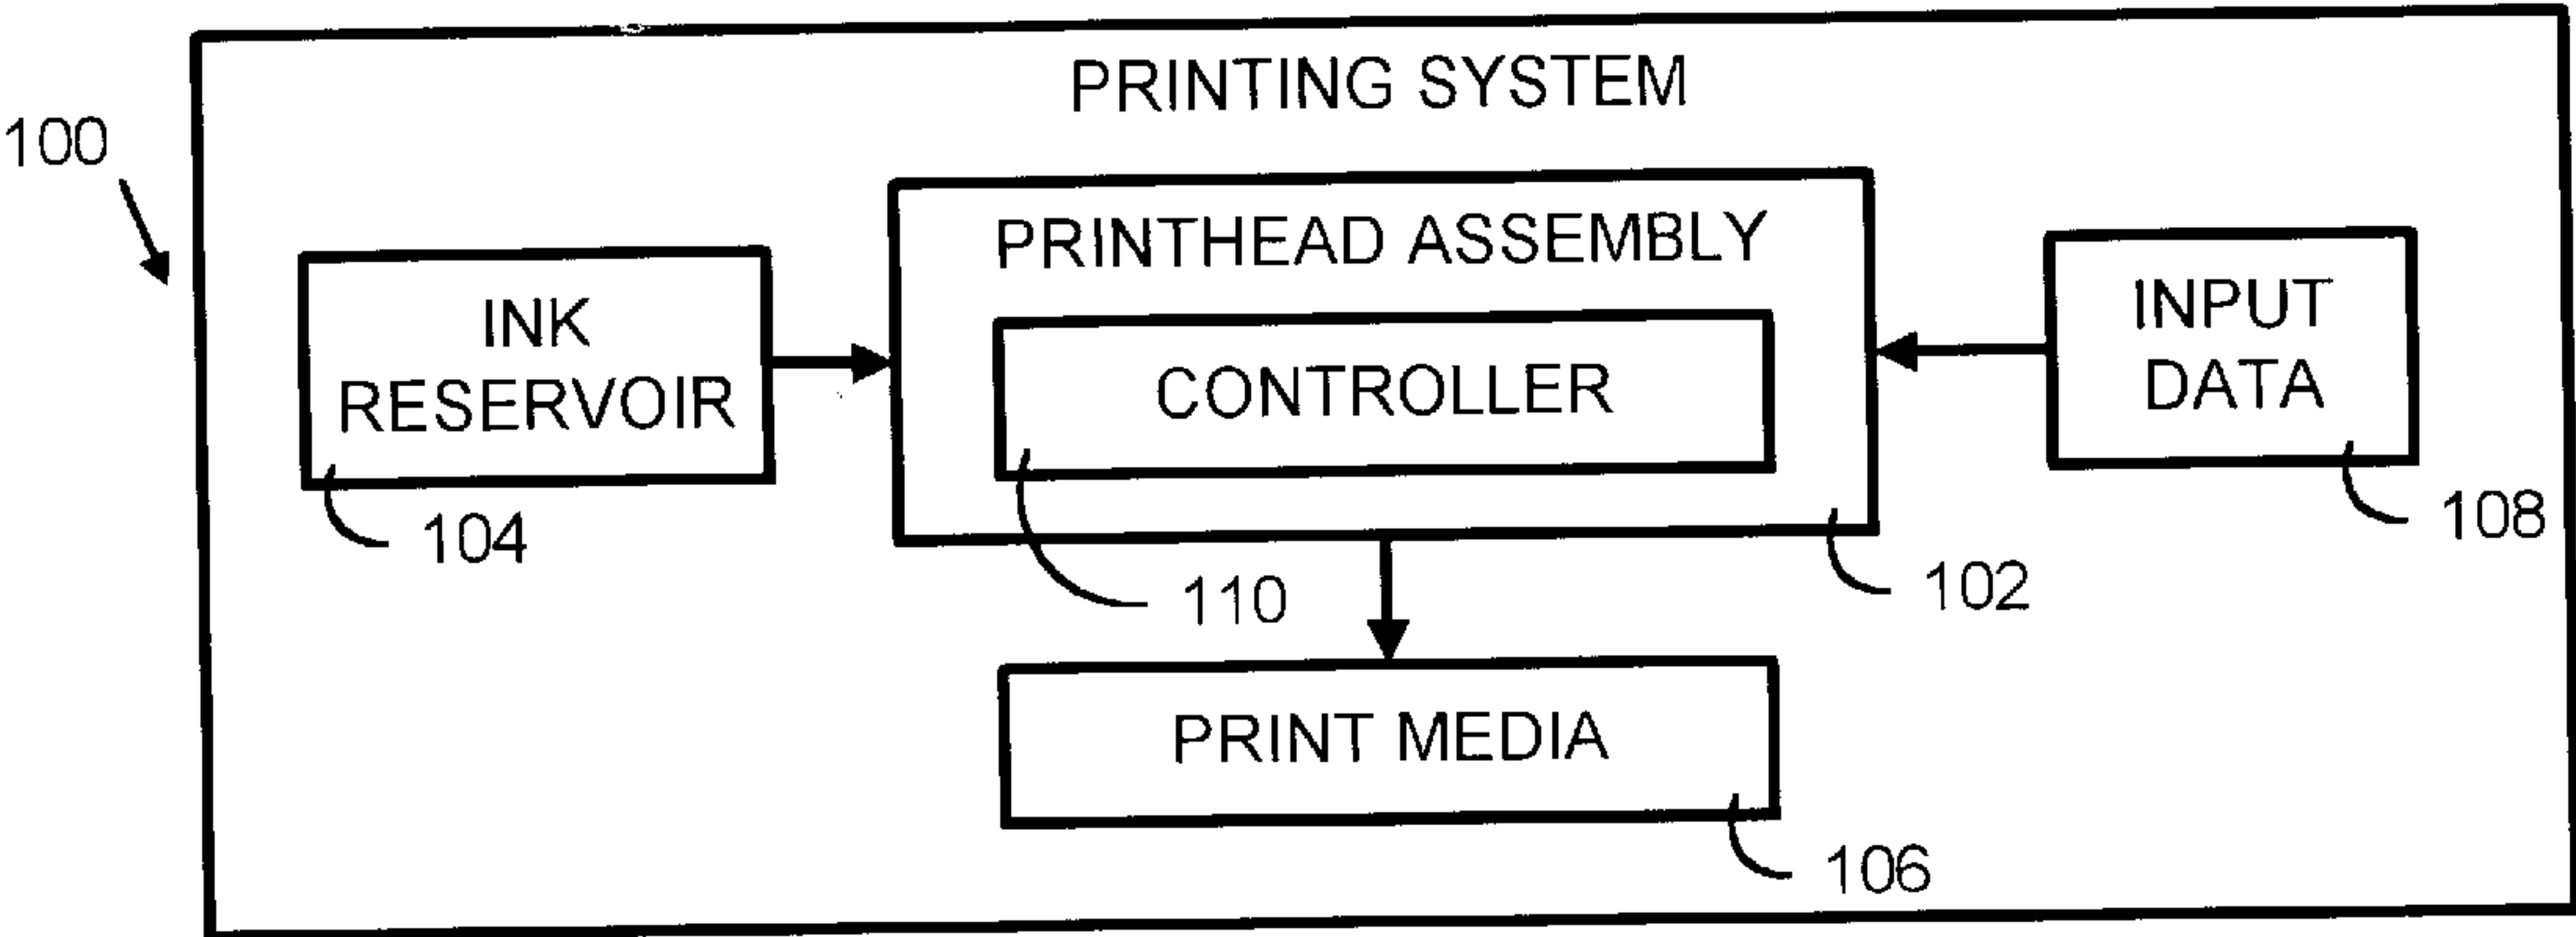 PRINTING SYSTEM
100
PRINTHEAD ASSEMBLY
INK
RESERVOIR
CONTROLLER
INPUT
DATA
104
110
102
108
PRINT MEDIA
106